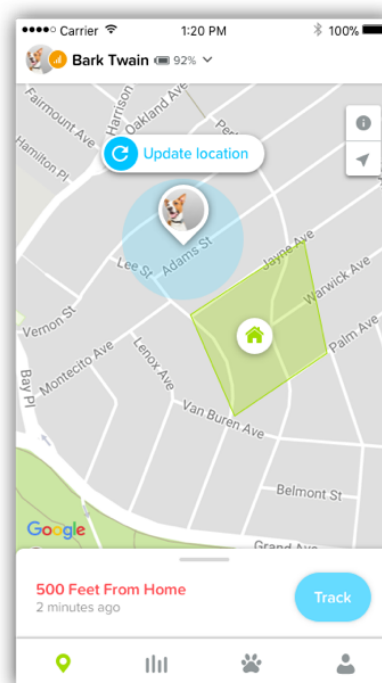 Carrier 1:20 PM 100%
Bark Twain 92%
Fairmount Ave
Harrison
Oakland Ave
Hamilton Pl
Update location
Jayne Ave
Adams St
Lee St
Warwick Ave
Vernon St
Palm Ave
Montecito Ave
Lenox Ave
Bay Pl
Van Buren Ave
Belmont St
Google
Grand Ave
500 Feet From Home
2 minutes ago
Track